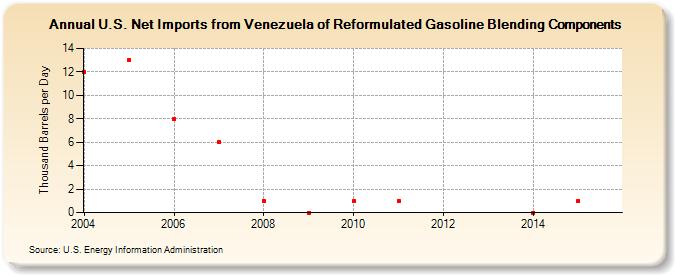 Annual U.S. Net Imports from Venezuela of Reformulated Gasoline Blending Components
Thousand Barrels per Day
14
12
10
8
6
4
2
0
2004 2006 2008 2010 2012 2014
Source: U.S. Energy Information Administration